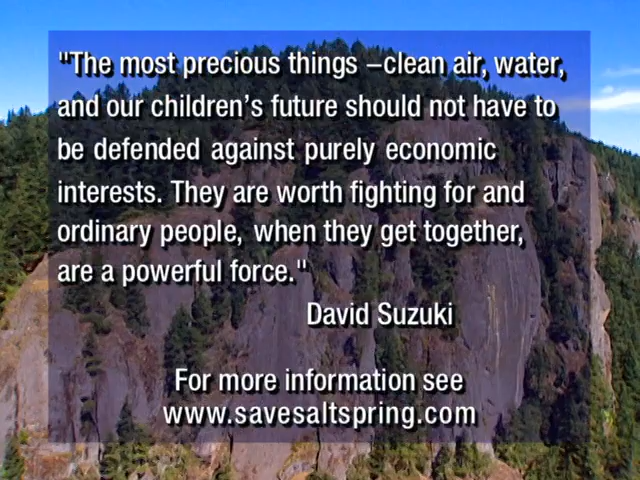 "The most precious things –clean air, water,
and our children's future should not have to
be defended against purely economic
interests. They are worth fighting for and
ordinary people, when they get together,
are a powerful force."
David Suzuki
For more information see
www.savesaltspring.com